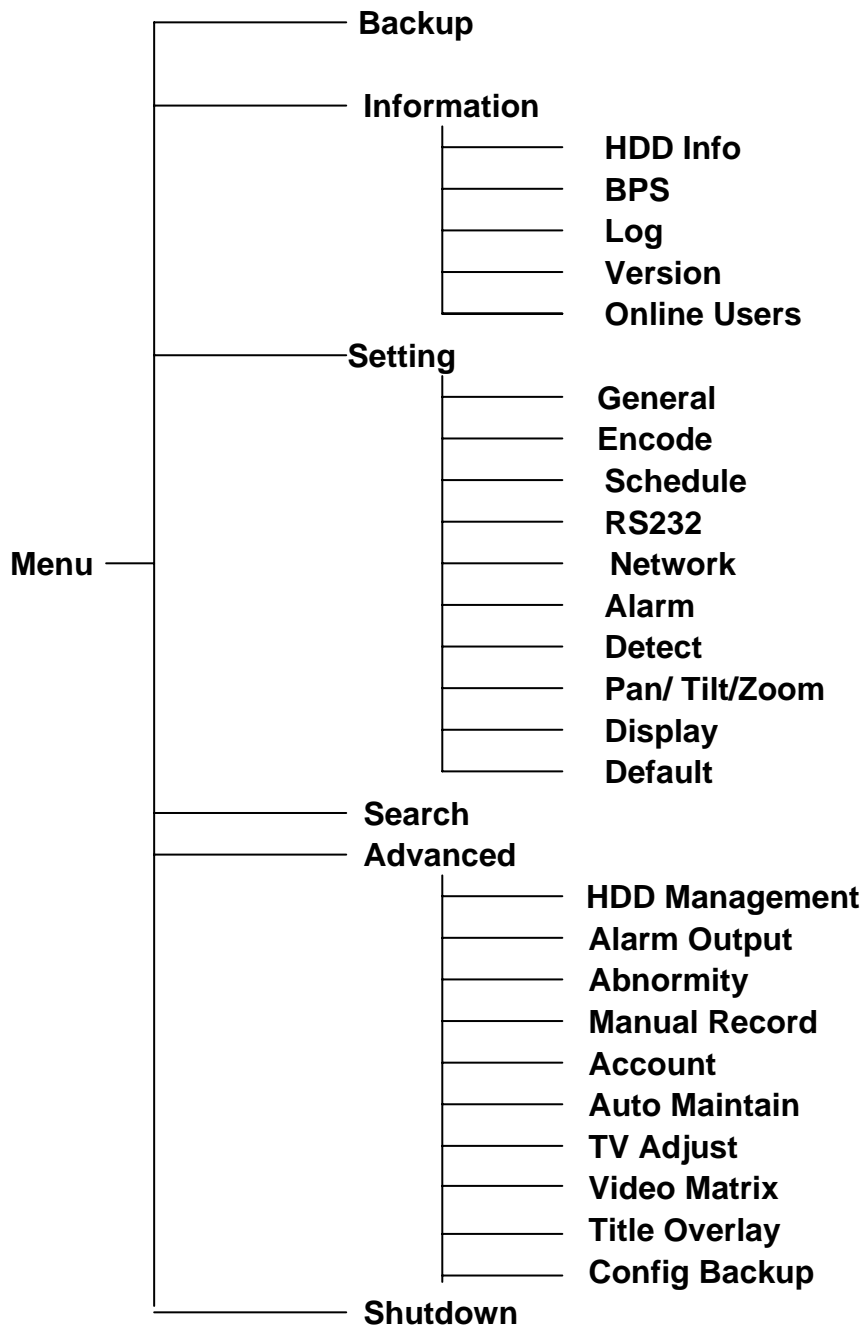 Backup
Information
HDD Info
BPS
Log
Version
Online Users
Setting
General
Encode
Schedule
RS232
Menu
Network
Alarm
Detect
Pan/ Tilt/Zoom
Display
Default
Search
Advanced
HDD Management
Alarm Output
Abnormity
Manual Record
Account
Auto Maintain
TV Adjust
Video Matrix
Title Overlay
Config Backup
Shutdown